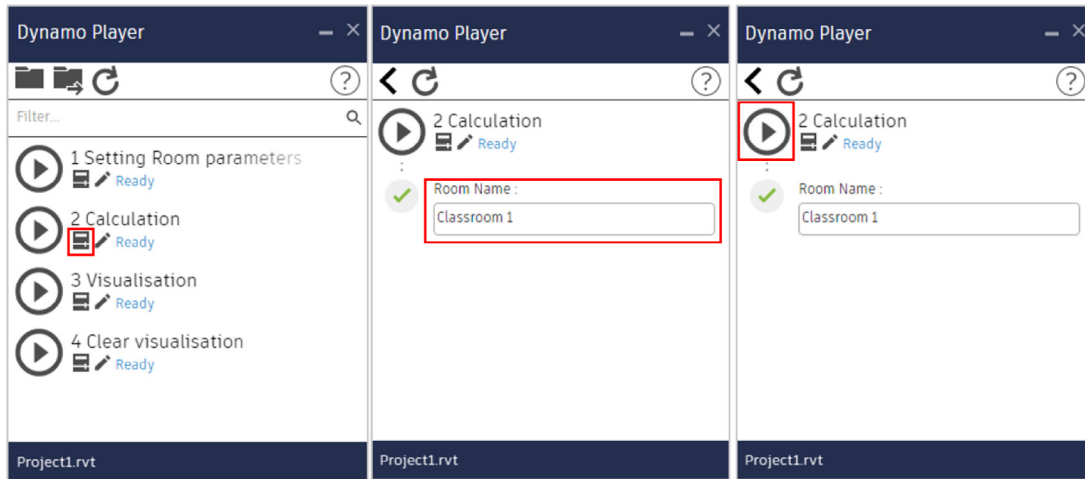 Dynamo Player
Filter...
1 Setting Room parameters
Ready
2 Calculation
Ready
3 Visualisation
Ready
4 Clear visualisation
Ready
Project1.rvt
Dynamo Player
2 Calculation
Ready
:
Room Name :
Classroom 1
Project1.rvt
Dynamo Player
2 Calculation
Ready
:
Room Name :
Classroom 1
Project1.rvt